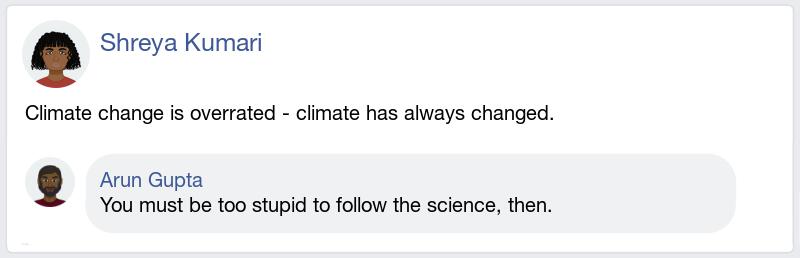 Shreya Kumari
Climate change is overrated - climate has always changed.
Arun Gupta
You must be too stupid to follow the science, then.